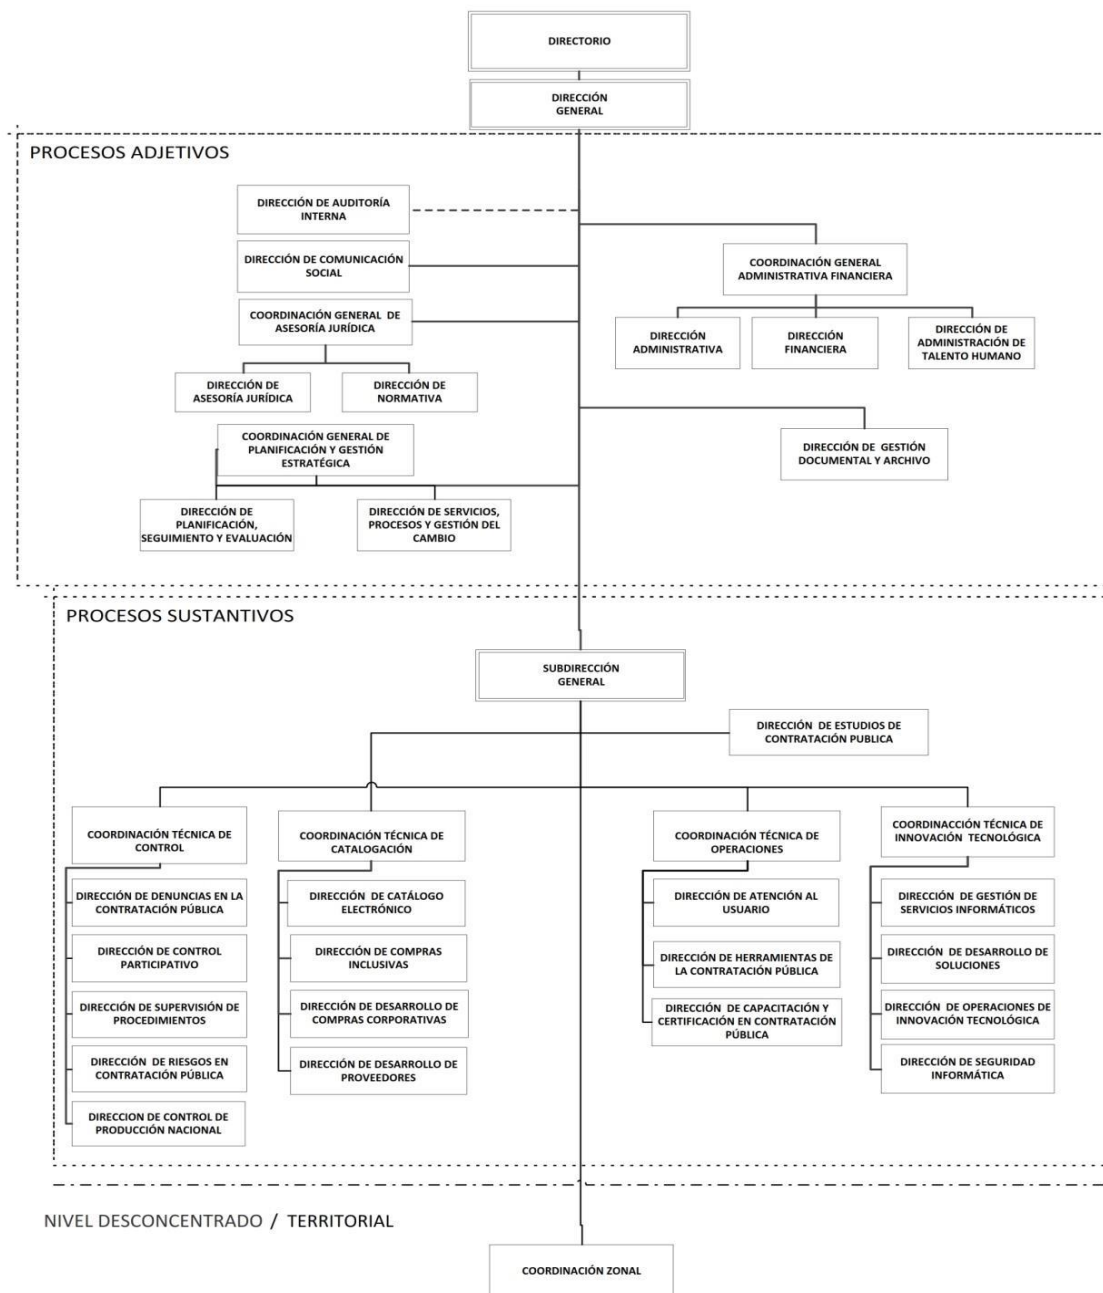 DIRECTORIO
DIRECCIÓN
GENERAL
PROCESOS ADJETIVOS
DIRECCIÓN DE AUDITORÍA
INTERNA
DIRECCIÓN DE COMUNICACIÓN
SOCIAL
COORDINACIÓN GENERAL DE
ASESORÍA JURÍDICA
DIRECCIÓN DE
ASESORÍA JURÍDICA
DIRECCIÓN DE
NORMATIVA
COORDINACIÓN GENERAL DE
PLANIFICACIÓN Y GESTIÓN
ESTRATÉGICA
DIRECCIÓN DE
PLANIFICACIÓN,
SEGUIMIENTO Y EVALUACIÓN
DIRECCIÓN DE SERVICIOS,
PROCESOS Y GESTIÓN DEL
CAMBIO
COORDINACIÓN GENERAL
ADMINISTRATIVA FINANCIERA
DIRECCIÓN
ADMINISTRATIVA
DIRECCIÓN
FINANCIERA
DIRECCIÓN DE
ADMINISTRACIÓN DE
TALENTO HUMANO
DIRECCIÓN DE GESTIÓN
DOCUMENTAL Y ARCHIVO
PROCESOS SUSTANTIVOS
SUBDIRECCIÓN
GENERAL
DIRECCIÓN DE ESTUDIOS DE
CONTRATACIÓN PUBLICA
COORDINACIÓN TÉCNICA DE
CONTROL
DIRECCIÓN DE DENUNCIAS EN LA
CONTRATACIÓN PÚBLICA
DIRECCIÓN DE CONTROL
PARTICIPATIVO
DIRECCIÓN DE SUPERVISIÓN DE
PROCEDIMIENTOS
DIRECCIÓN DE RIESGOS EN
CONTRATACIÓN PÚBLICA
DIRECCION DE CONTROL DE
PRODUCCIÓN NACIONAL
COORDINACIÓN TÉCNICA DE
CATALOGACIÓN
DIRECCIÓN DE CATÁLOGO
ELECTRÓNICO
DIRECCIÓN DE COMPRAS
INCLUSIVAS
DIRECCIÓN DE DESARROLLO DE
COMPRAS CORPORATIVAS
DIRECCIÓN DE DESARROLLO DE
PROVEEDORES
COORDINACIÓN TÉCNICA DE
OPERACIONES
DIRECCIÓN DE ATENCIÓN AL
USUARIO
DIRECCIÓN DE HERRAMIENTAS DE
LA CONTRATACIÓN PÚBLICA
DIRECCIÓN DE CAPACITACIÓN Y
CERTIFICACIÓN EN CONTRATACIÓN
PÚBLICA
COORDINACCIÓN TÉCNICA DE
INNOVACIÓN TECNOLÓGICA
DIRECCIÓN DE GESTIÓN DE
SERVICIOS INFORMÁTICOS
DIRECCIÓN DE DESARROLLO DE
SOLUCIONES
DIRECCIÓN DE OPERACIONES DE
INNOVACIÓN TECNOLÓGICA
DIRECCIÓN DE SEGURIDAD
INFORMÁTICA
NIVEL DESCONCENTRADO / TERRITORIAL
COORDINACIÓN ZONAL